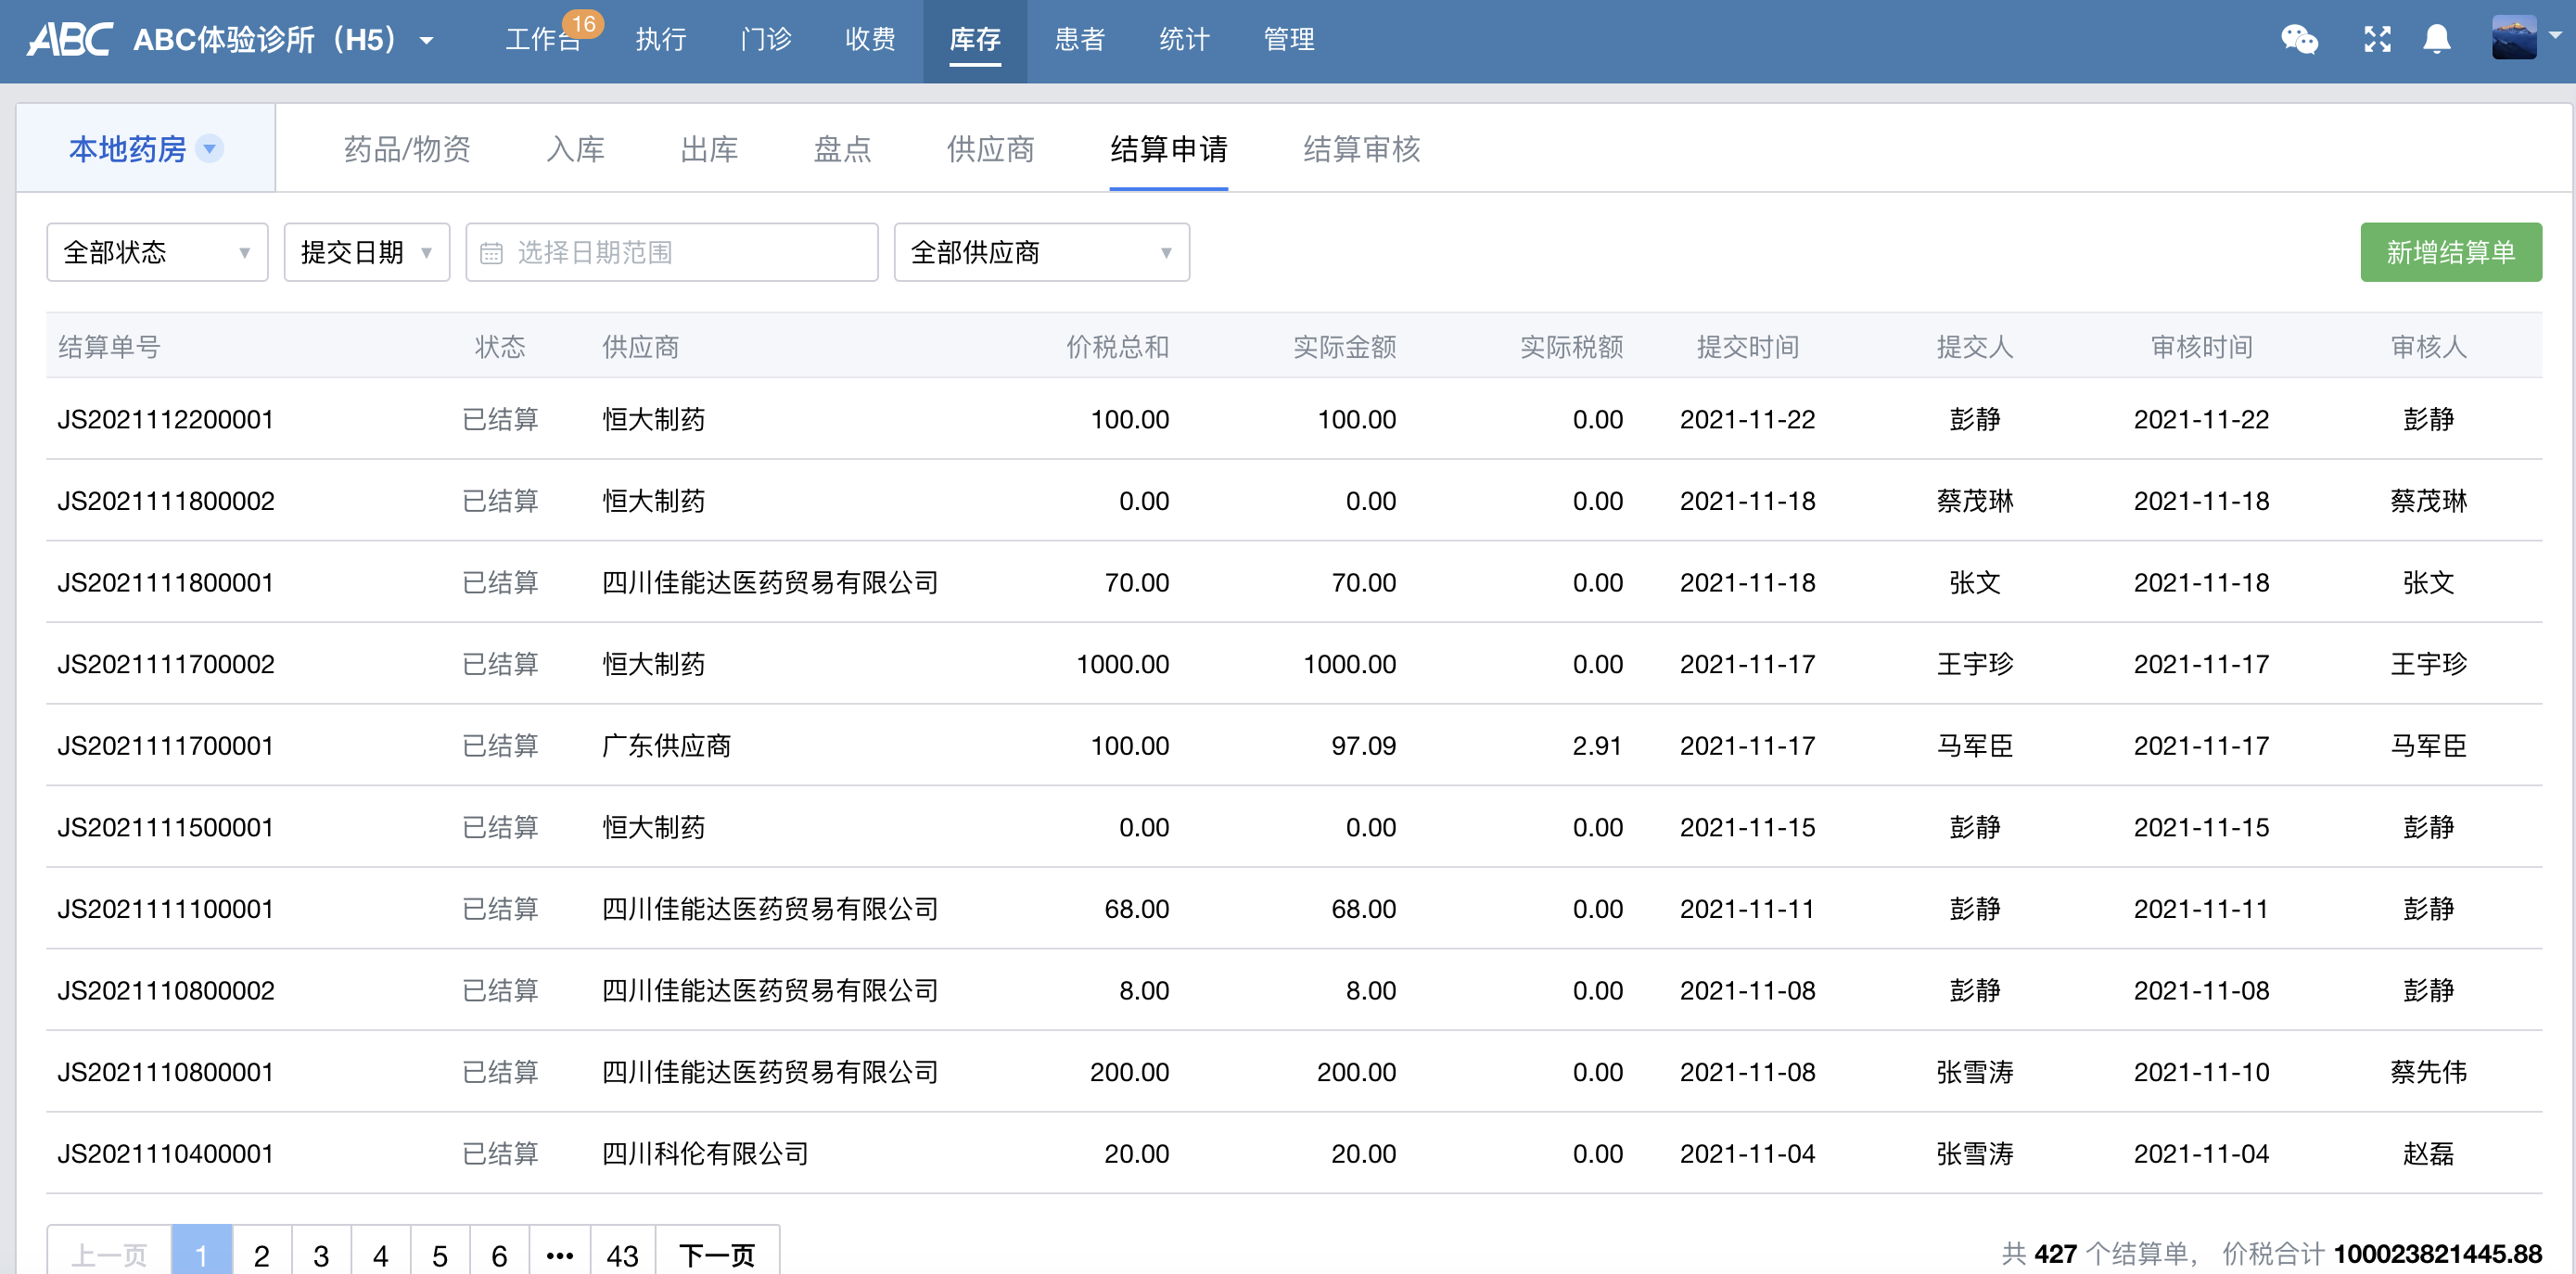 ABC ABC体验诊所（H5） 工作台 16 执行 门诊 收费 库存 患者 统计 管理
本地药房 药品/物资 入库 出库 盘点 供应商 结算申请 结算审核
全部状态 提交日期 选择日期范围 全部供应商 新增结算单
结算单号 状态 供应商 价税总和 实际金额 实际税额 提交时间 提交人 审核时间 审核人
JS2021112200001 已结算 恒大制药 100.00 100.00 0.00 2021-11-22 彭静 2021-11-22 彭静
JS2021111800002 已结算 恒大制药 0.00 0.00 0.00 2021-11-18 蔡茂琳 2021-11-18 蔡茂琳
JS2021111800001 已结算 四川佳能达医药贸易有限公司 70.00 70.00 0.00 2021-11-18 张文 2021-11-18 张文
JS2021111700002 已结算 恒大制药 1000.00 1000.00 0.00 2021-11-17 王宇珍 2021-11-17 王宇珍
JS2021111700001 已结算 广东供应商 100.00 97.09 2.91 2021-11-17 马军臣 2021-11-17 马军臣
JS2021111500001 已结算 恒大制药 0.00 0.00 0.00 2021-11-15 彭静 2021-11-15 彭静
JS2021111100001 已结算 四川佳能达医药贸易有限公司 68.00 68.00 0.00 2021-11-11 彭静 2021-11-11 彭静
JS2021110800002 已结算 四川佳能达医药贸易有限公司 8.00 8.00 0.00 2021-11-08 彭静 2021-11-08 彭静
JS2021110800001 已结算 四川佳能达医药贸易有限公司 200.00 200.00 0.00 2021-11-08 张雪涛 2021-11-10 蔡先伟
JS2021110400001 已结算 四川科伦有限公司 20.00 20.00 0.00 2021-11-04 张雪涛 2021-11-04 赵磊
上一页 1 2 3 4 5 6 ••• 43 下一页 共 427 个结算单， 价税合计 100023821445.88